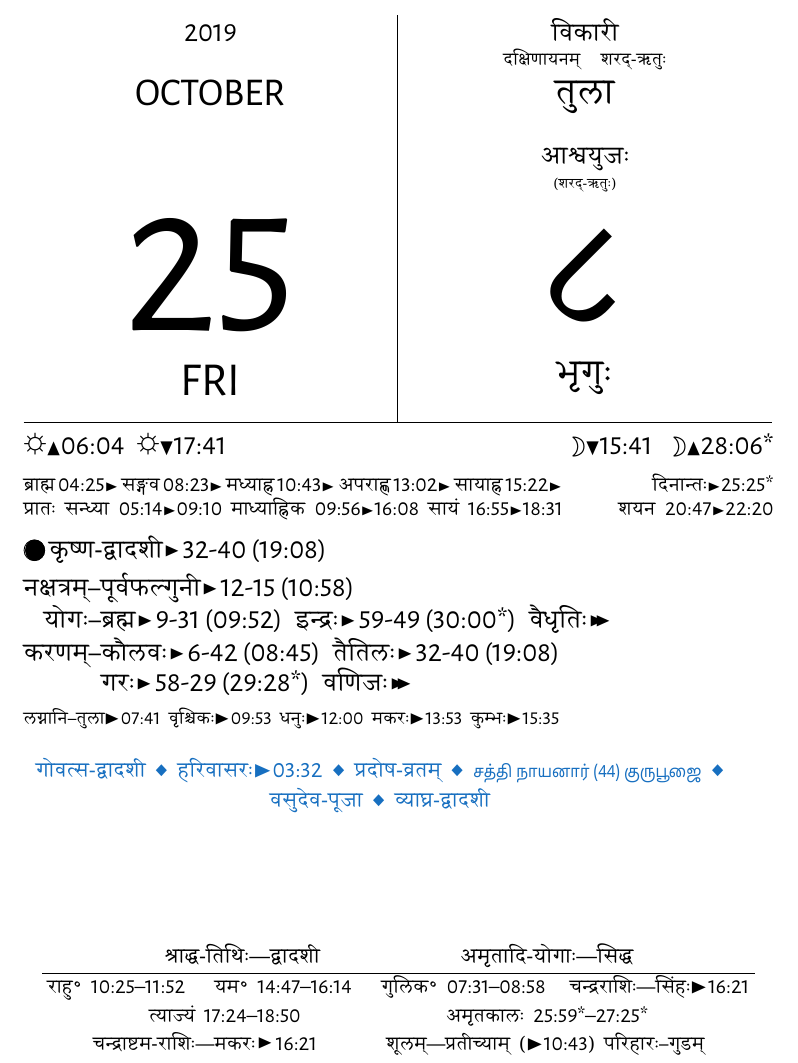 2019
OCTOBER
25
FRI
विकारी
दक्षिणायनम् शरद्-ऋतुः
तुला
आश्वयुजः
(शरद्-ऋतुः)
८
भृगुः
☼▲06:04 ☼▼17:41 ☽▼15:41 ☽▲28:06*
ब्राह्म 04:25► सङ्गव 08:23► मध्याह्न 10:43► अपराह्ण 13:02► सायाह्न 15:22► दिनान्तः►25:25*
प्रातः सन्ध्या 05:14►09:10 माध्याह्निक 09:56►16:08 सायं 16:55►18:31 शयन 20:47►22:20
कृष्ण-द्वादशी►32-40 (19:08)
नक्षत्रम्–पूर्वफल्गुनी►12-15 (10:58)
योगः–ब्रह्म►9-31 (09:52) इन्द्रः►59-49 (30:00*) वैधृतिः►►
करणम्–कौलवः►6-42 (08:45) तैतिलः►32-40 (19:08)
गरः►58-29 (29:28*) वणिजः►►
लग्नानि–तुला►07:41 वृश्चिकः►09:53 धनुः►12:00 मकरः►13:53 कुम्भः►15:35
गोवत्स-द्वादशी ◆ हरिवासरः►03:32 ◆ प्रदोष-व्रतम् ◆ சத்தி நாயனார் (44) குருபூஜை ◆
वसुदेव-पूजा ◆ व्याघ्र-द्वादशी
श्राद्ध-तिथिः—द्वादशी अमृतादि-योगाः—सिद्ध
राहु° 10:25–11:52 यम° 14:47–16:14 गुलिक° 07:31–08:58 चन्द्रराशिः—सिंहः►16:21
त्याज्यं 17:24–18:50 अमृतकालः 25:59*–27:25*
चन्द्राष्टम-राशिः—मकरः►16:21 शूलम्—प्रतीच्याम् (►10:43) परिहारः–गुडम्